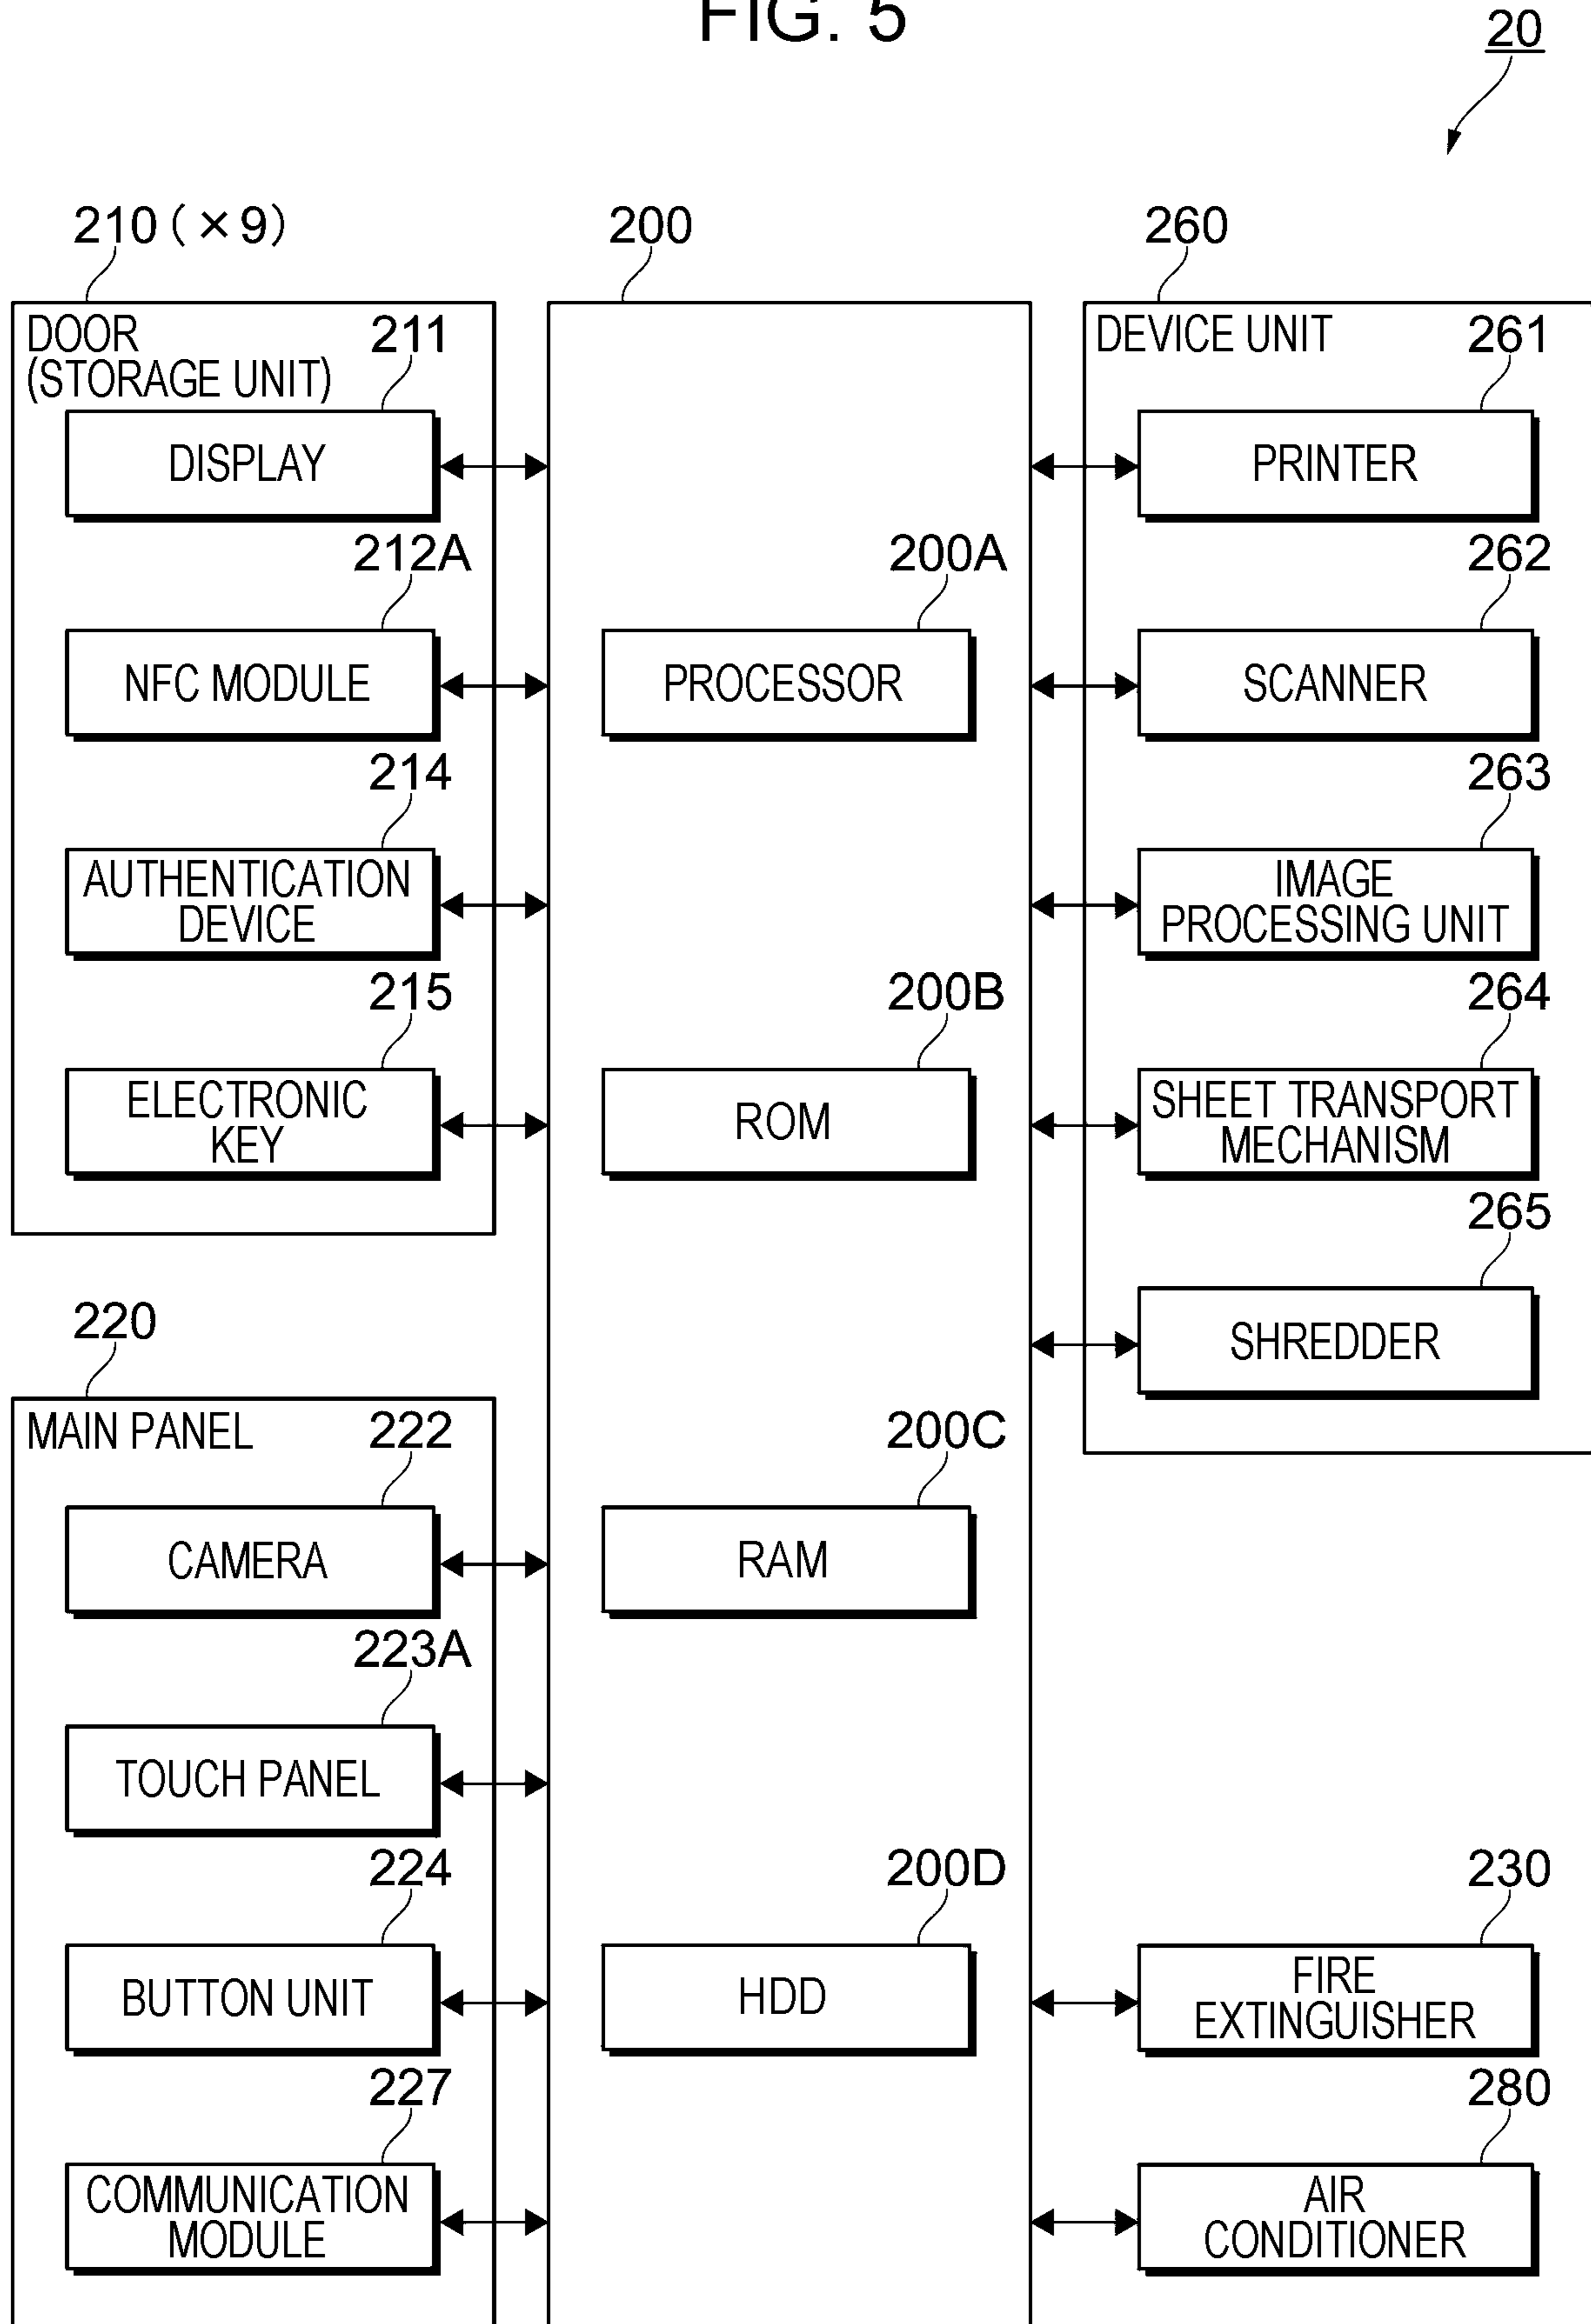 FIG. 5
20
210 (×9)
DOOR
(STORAGE UNIT)
211
DISPLAY
212A
NFC MODULE
214
AUTHENTICATION
DEVICE
215
ELECTRONIC
KEY
220
MAIN PANEL
222
CAMERA
223A
TOUCH PANEL
224
BUTTON UNIT
227
COMMUNICATION
MODULE
200
200A
PROCESSOR
200B
ROM
200C
RAM
200D
HDD
260
DEVICE UNIT
261
PRINTER
262
SCANNER
263
IMAGE
PROCESSING UNIT
264
SHEET TRANSPORT
MECHANISM
265
SHREDDER
230
FIRE
EXTINGUISHER
280
AIR
CONDITIONER